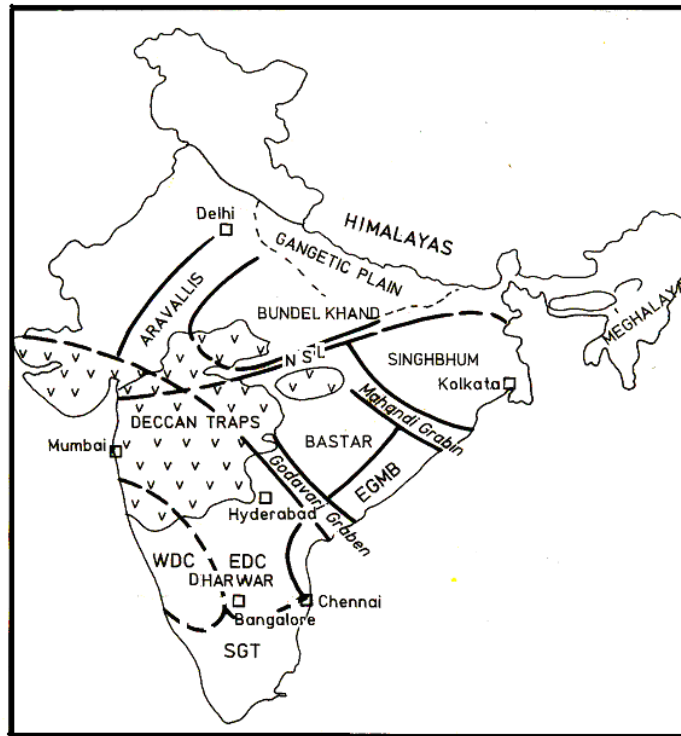 HIMALAYAS
Delhi
GANGETIC PLAIN
ARAVALLIS
BUNDEL KHAND
MEGHALAYA
N S L
SINGHBHUM
Kolkata
Mahandi Grabin
DECCAN TRAPS
Mumbai
BASTAR
EGMB
Godavari Graben
Hyderabad
WDC
EDC
DHARWAR
Bangalore
Chennai
SGT